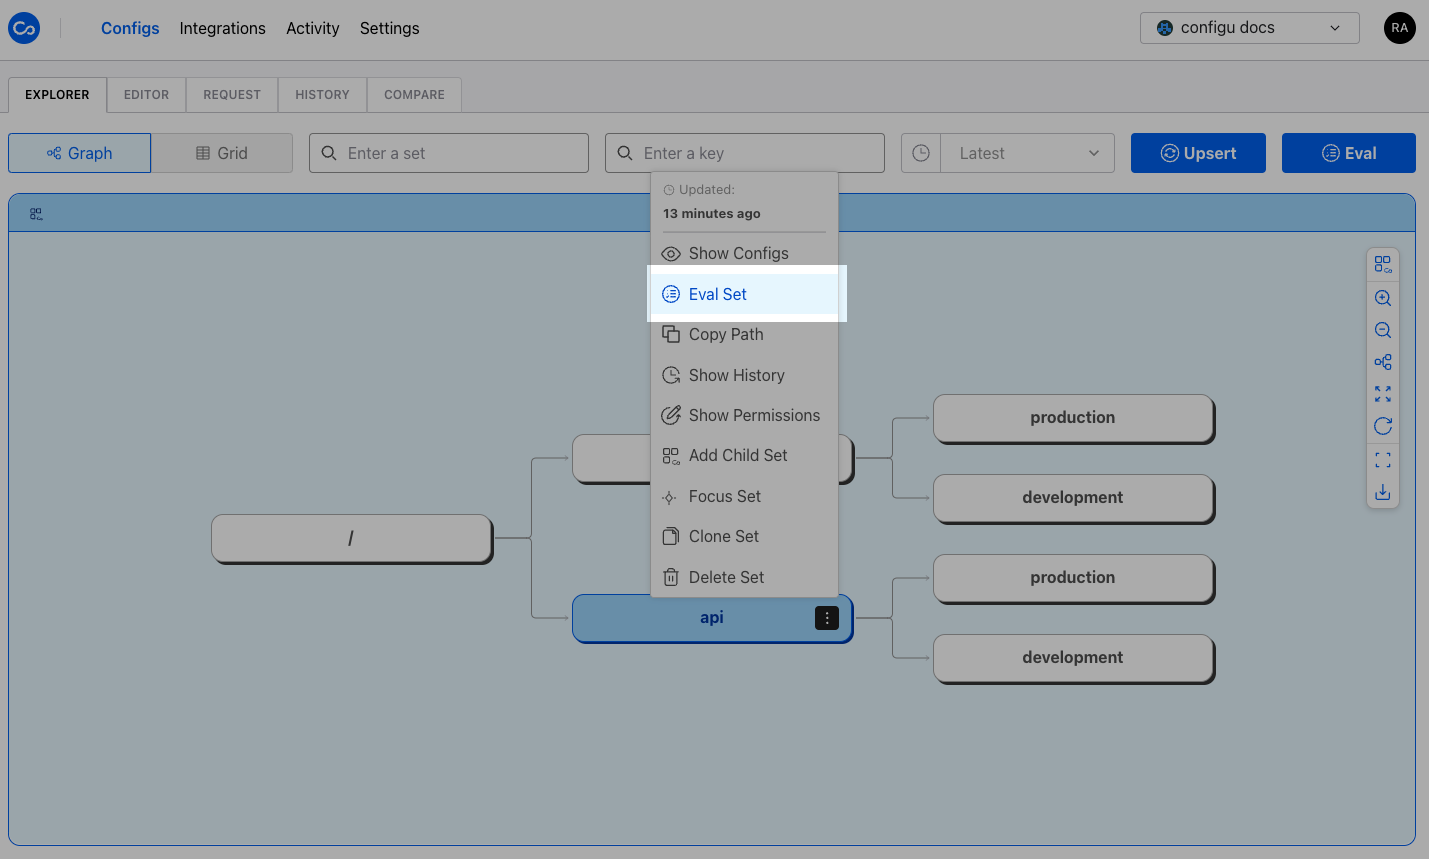 Configs Integrations Activity Settings configu docs RA
EXPLORER EDITOR REQUEST HISTORY COMPARE
Graph Grid Enter a set Enter a key Latest Upsert Eval
Updated:
13 minutes ago
Show Configs
Eval Set
Copy Path
Show History
Show Permissions
Add Child Set
Focus Set
Clone Set
Delete Set
/
api
production
development
production
development